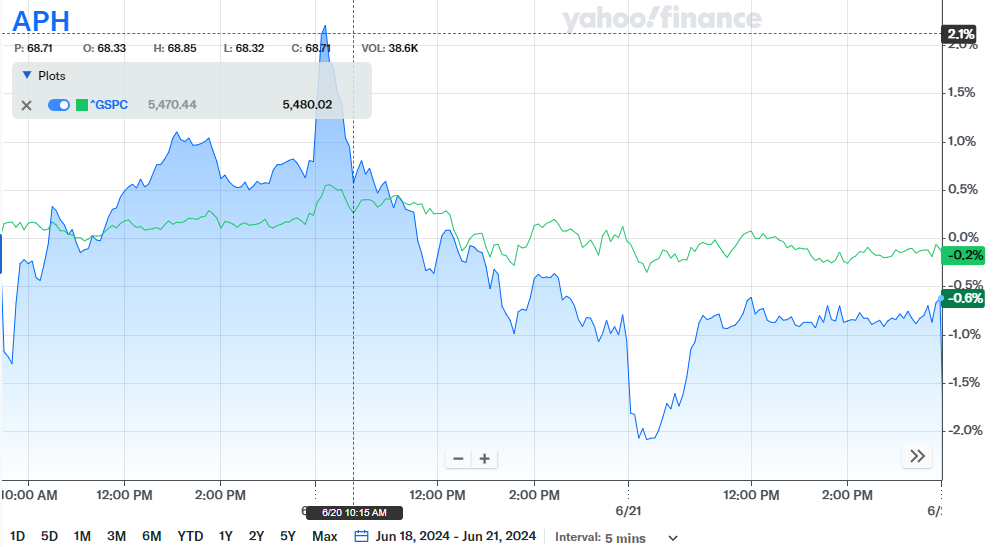 APH
yahoo!finance
P: 68.71 O: 68.33 H: 68.85 L: 68.32 C: 68.71 VOL: 38.6K
Plots
^GSPC 5,470.44 5,480.02
2.1%
2.0%
1.5%
1.0%
0.5%
0.0%
-0.2%
-0.5%
-0.6%
-1.0%
-1.5%
-2.0%
10:00 AM 12:00 PM 2:00 PM 12:00 PM 2:00 PM 12:00 PM 2:00 PM
6/20 10:15 AM 6/21
1D 5D 1M 3M 6M YTD 1Y 2Y 5Y Max Jun 18, 2024 - Jun 21, 2024 Interval: 5 mins